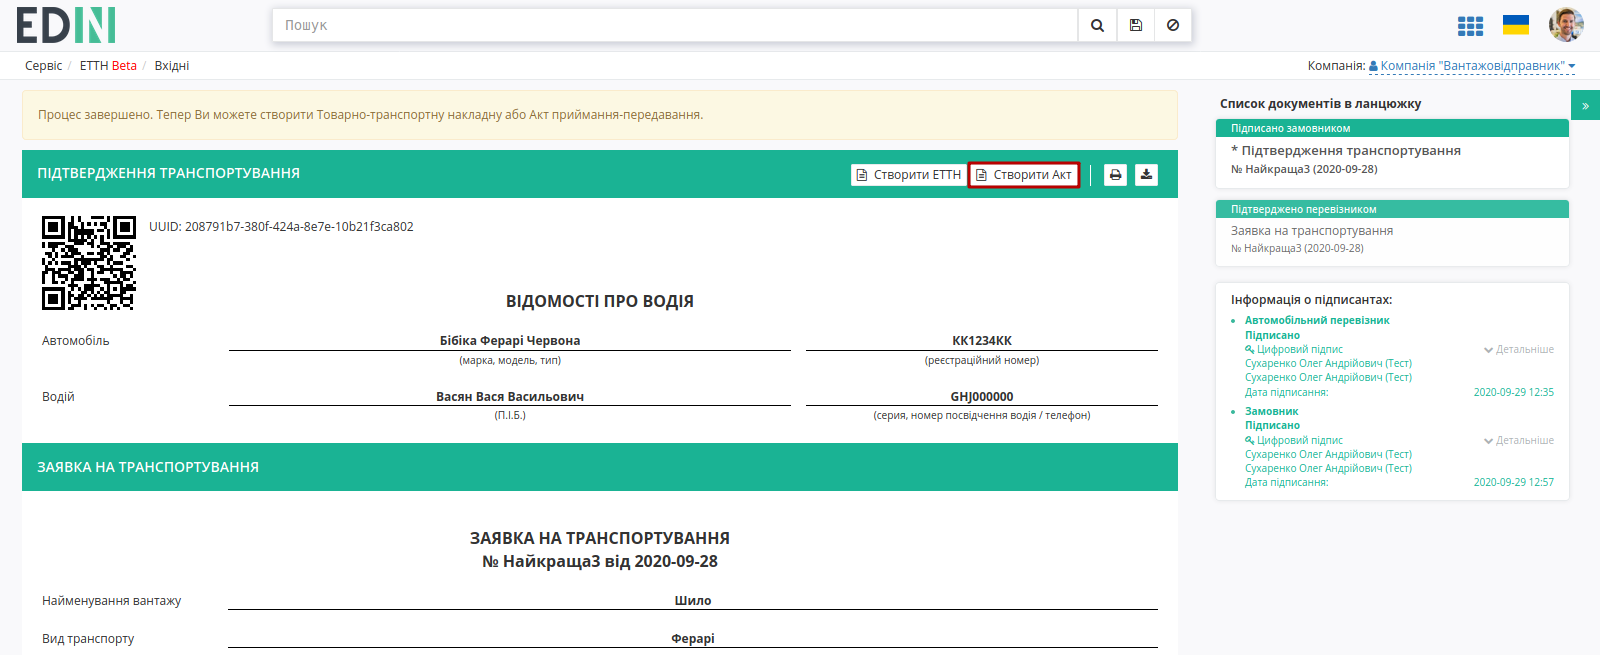 EDIN
Пошук
Сервіс / ЕТТН Beta / Вхідні
Компанія: Компанія "Вантажовідправник"
Процес завершено. Тепер Ви можете створити Товарно-транспортну накладну або Акт приймання-передавання.
ПІДТВЕРДЖЕННЯ ТРАНСПОРТУВАННЯ
Створити ЕТТН
Створити Акт
UUID: 208791b7-380f-424a-8e7e-10b21f3ca802
ВІДОМОСТІ ПРО ВОДІЯ
Автомобіль
Бібіка Ферарі Червона
КК1234КК
(марка, модель, тип)
(реєстраційний номер)
Водій
Васян Вася Васильович
GHJ000000
(П.І.Б.)
(серия, номер посвідчення водія / телефон)
ЗАЯВКА НА ТРАНСПОРТУВАННЯ
ЗАЯВКА НА ТРАНСПОРТУВАННЯ
№ Найкраща3 від 2020-09-28
Найменування вантажу
Шило
Вид транспорту
Ферарі
Список документів в ланцюжку
»
Підписано замовником
* Підтвердження транспортування
№ Найкраща3 (2020-09-28)
Підтверджено перевізником
Заявка на транспортування
№ Найкраща3 (2020-09-28)
Інформація о підписантах:
Автомобільний перевізник
Підписано
Цифровий підпис
Детальніше
Сухаренко Олег Андрійович (Тест)
Сухаренко Олег Андрійович (Тест)
Дата підписання:
2020-09-29 12:35
Замовник
Підписано
Цифровий підпис
Детальніше
Сухаренко Олег Андрійович (Тест)
Сухаренко Олег Андрійович (Тест)
Дата підписання:
2020-09-29 12:57